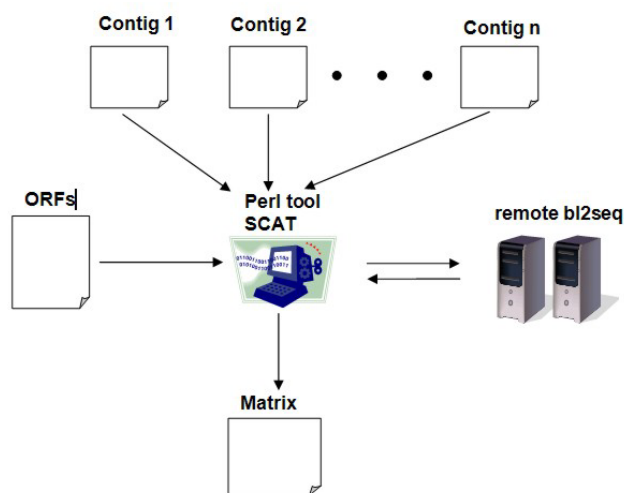 Contig 1
Contig 2
Contig n
ORFs
Perl tool
SCAT
remote bl2seq
Matrix